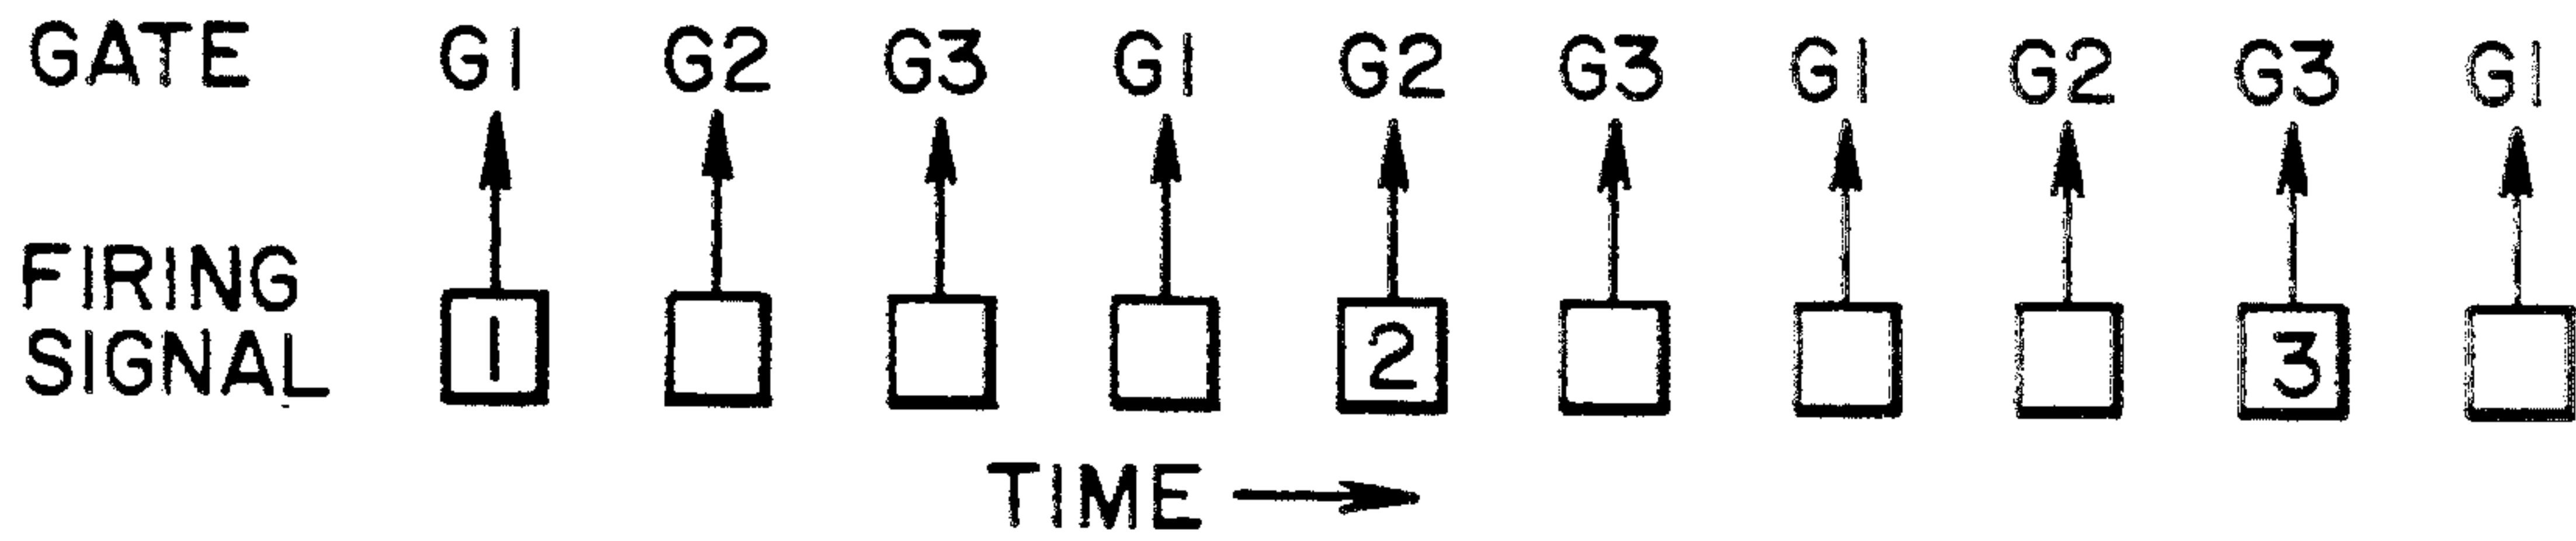 GATE G1 G2 G3 G1 G2 G3 G1 G2 G3 G1
FIRING
SIGNAL 1 2 3
TIME